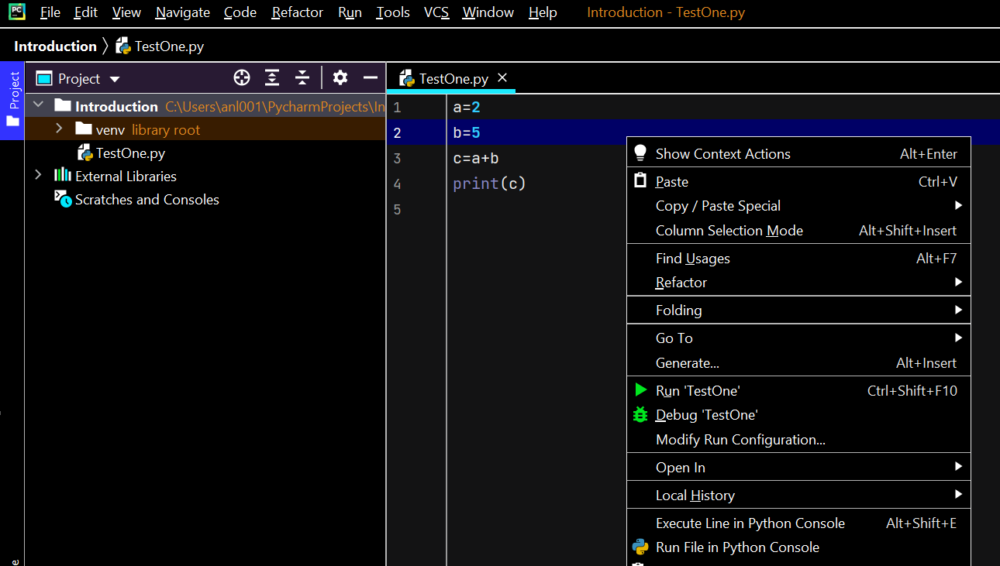 PC
File Edit View Navigate Code Refactor Run Tools VCS Window Help Introduction - TestOne.py
Introduction TestOne.py
Project
Project
Introduction C:\Users\anl001\PycharmProjects\In
venv library root
TestOne.py
External Libraries
Scratches and Consoles
TestOne.py
1 a=2
2 b=5
3 c=a+b
4 print(c)
5
Show Context Actions Alt+Enter
Paste Ctrl+V
Copy / Paste Special
Column Selection Mode Alt+Shift+Insert
Find Usages Alt+F7
Refactor
Folding
Go To
Generate... Alt+Insert
Run 'TestOne' Ctrl+Shift+F10
Debug 'TestOne'
Modify Run Configuration...
Open In
Local History
Execute Line in Python Console Alt+Shift+E
Run File in Python Console